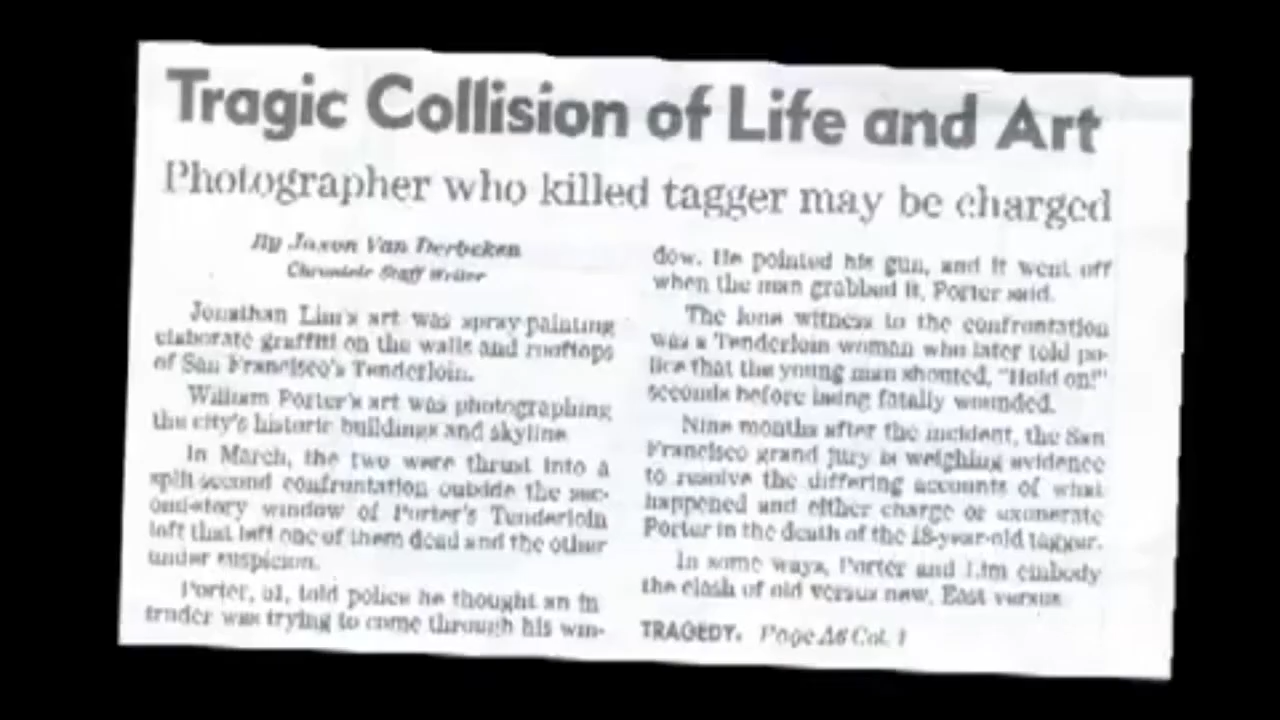 Tragic Collision of Life and Art
Photographer who killed tagger may be charged
By Jaxon Van Derbeken
Chronicle Staff Writer
Jonathan Lim's art was spray-painting
elaborate graffiti on the walls and rooftops
of San Francisco's Tenderloin.
William Porter's art was photographing
the city's historic buildings and skyline.
In March, the two were thrust into a
split-second confrontation outside the sec-
ond-story window of Porter's Tenderloin
loft that left one of them dead and the other
under suspicion.
Porter, 51, told police he thought an in-
truder was trying to come through his win-
dow. He pointed his gun, and it went off
when the man grabbed it, Porter said.
The lone witness to the confrontation
was a Tenderloin woman who later told po-
lice that the young man shouted, "Hold on!"
seconds before being fatally wounded.
Nine months after the incident, the San
Francisco grand jury is weighing evidence
to resolve the differing accounts of what
happened and either charge or exonerate
Porter in the death of the 18-year-old tagger.
In some ways, Porter and Lim embody
the clash of old versus new, East versus
TRAGEDY: Page A6 Col. 1